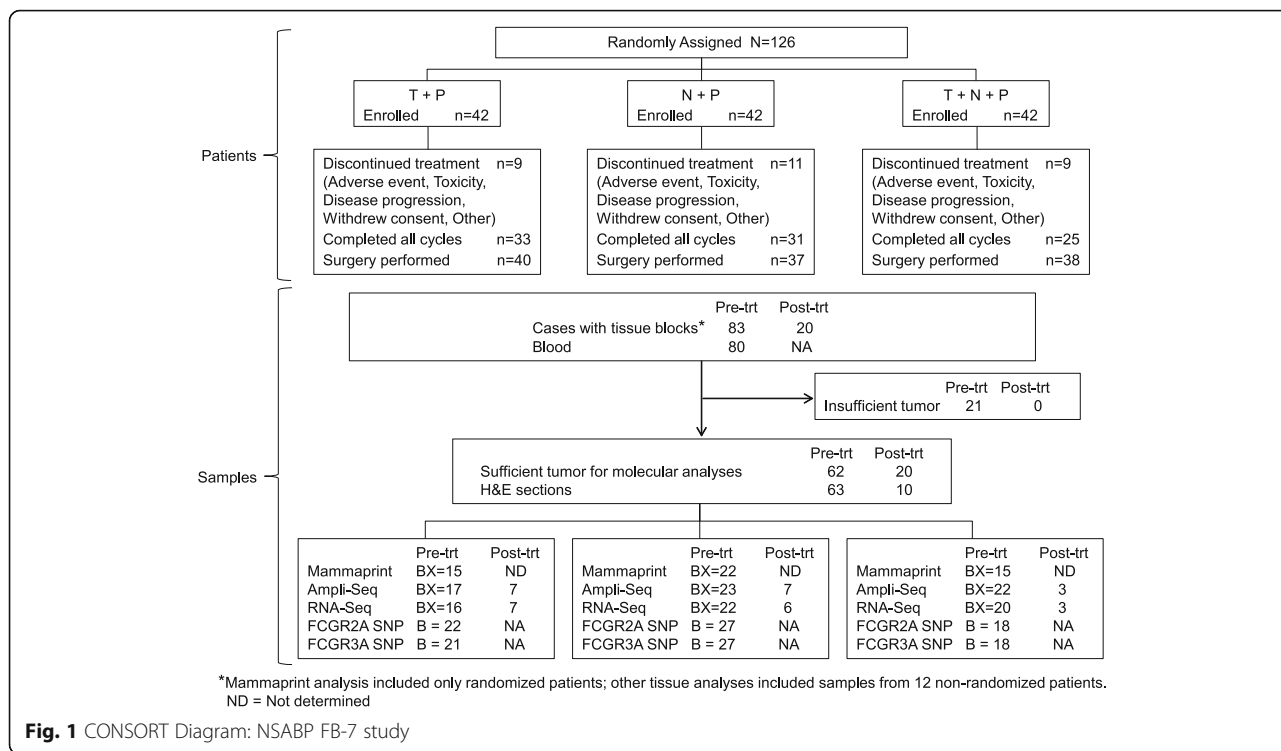 Randomly Assigned N=126
T + P
Enrolled n=42
N + P
Enrolled n=42
T + N + P
Enrolled n=42
Patients
Discontinued treatment n=9
(Adverse event, Toxicity,
Disease progression,
Withdrew consent, Other)
Completed all cycles n=33
Surgery performed n=40
Discontinued treatment n=11
(Adverse event, Toxicity,
Disease progression,
Withdrew consent, Other)
Completed all cycles n=31
Surgery performed n=37
Discontinued treatment n=9
(Adverse event, Toxicity,
Disease progression,
Withdrew consent, Other)
Completed all cycles n=25
Surgery performed n=38
Samples
Pre-trt Post-trt
Cases with tissue blocks* 83 20
Blood 80 NA
Pre-trt Post-trt
Insufficient tumor 21 0
Pre-trt Post-trt
Sufficient tumor for molecular analyses 62 20
H&E sections 63 10
Pre-trt Post-trt
Mammaprint BX=15 ND
Ampli-Seq BX=17 7
RNA-Seq BX=16 7
FCGR2A SNP B = 22 NA
FCGR3A SNP B = 21 NA
Pre-trt Post-trt
Mammaprint BX=22 ND
Ampli-Seq BX=23 7
RNA-Seq BX=22 6
FCGR2A SNP B = 27 NA
FCGR3A SNP B = 27 NA
Pre-trt Post-trt
Mammaprint BX=15 ND
Ampli-Seq BX=22 3
RNA-Seq BX=20 3
FCGR2A SNP B = 18 NA
FCGR3A SNP B = 18 NA
*Mammaprint analysis included only randomized patients; other tissue analyses included samples from 12 non-randomized patients.
ND = Not determined
Fig. 1 CONSORT Diagram: NSABP FB-7 study